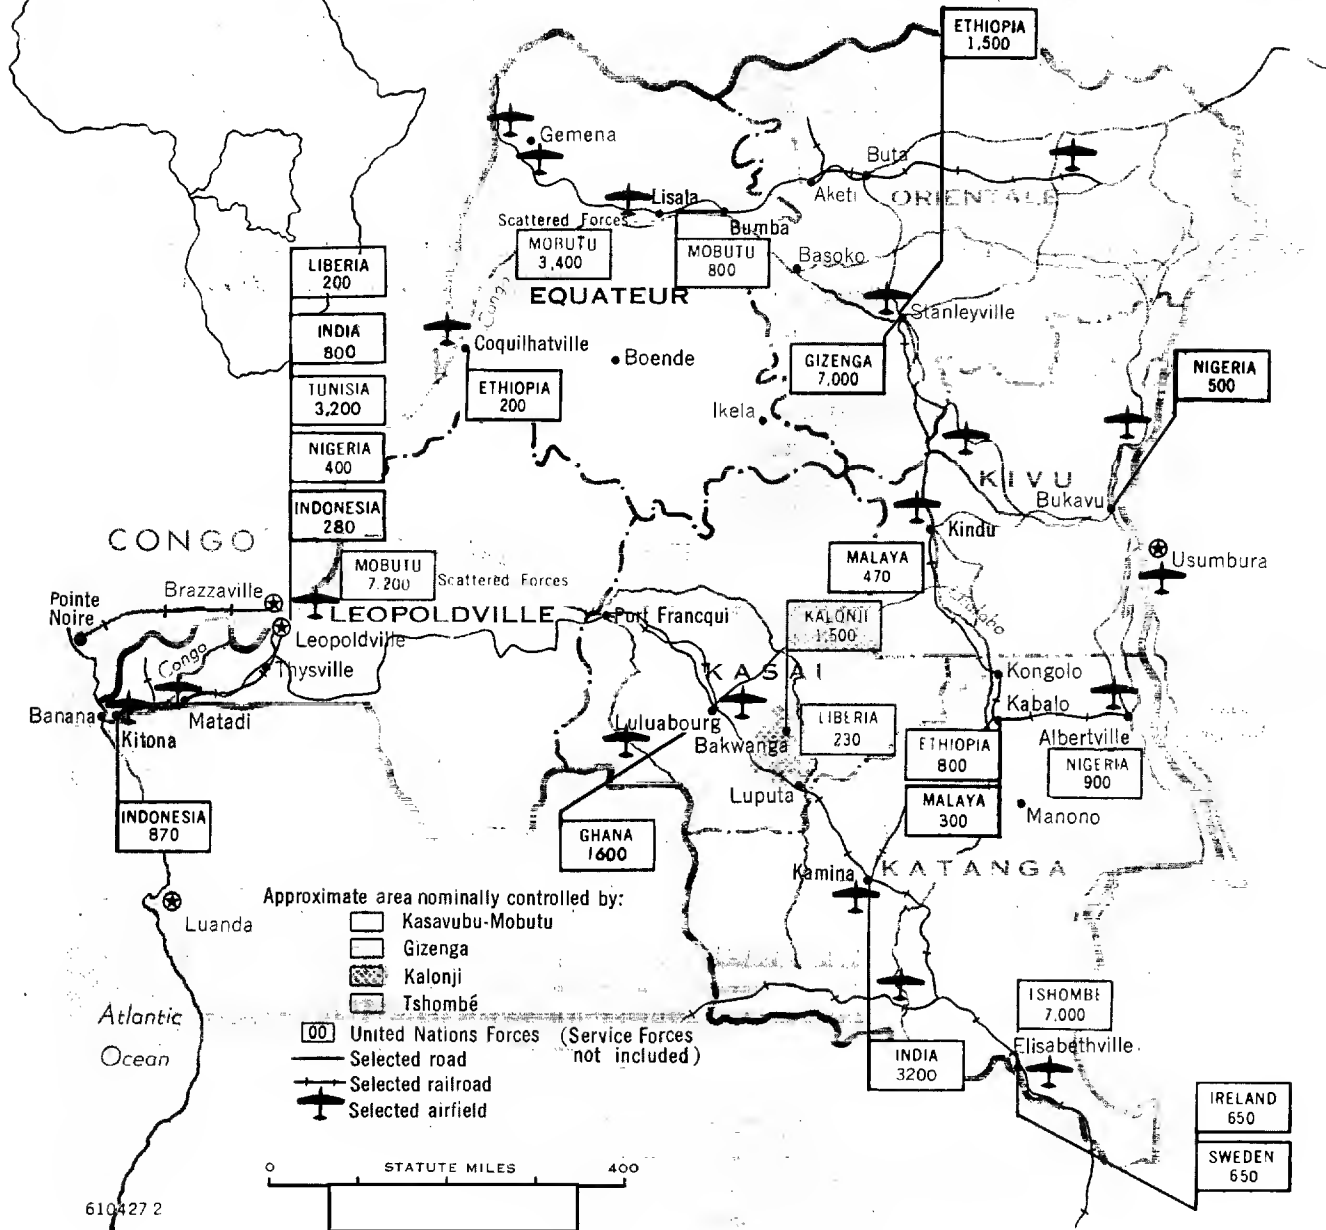 ETHIOPIA
1,500
Gemena
Buta
Aketi
ORIENTALE
Lisala
Bumba
Scattered Forces
MOBUTU
3,400
MOBUTU
800
Basoko
LIBERIA
200
EQUATEUR
Congo
Stanleyville
INDIA
800
Coquilhatville
Boende
GIZENGA
7,000
NIGERIA
500
TUNISIA
3,200
ETHIOPIA
200
Ikela
NIGERIA
400
KIVU
Bukavu
INDONESIA
280
Kindu
CONGO
MOBUTU
7.200
Scattered Forces
MALAYA
470
Usumbura
Brazzaville
Pointe
Noire
LEOPOLDVILLE
Port Francqui
KALONJI
1,500
Leopoldville
Congo
Thysville
KASAI
Kongolo
Banana
Kitona
Matadi
Luluabourg
Bakwanga
LIBERIA
230
Kabalo
Albertville
ETHIOPIA
800
NIGERIA
900
Luputa
MALAYA
300
Manono
INDONESIA
870
GHANA
1600
Kamina
KATANGA
Luanda
Approximate area nominally controlled by:
Kasavubu-Mobutu
Gizenga
Kalonji
Tshombé
00 United Nations Forces (Service Forces
not included)
Selected road
Selected railroad
Selected airfield
Atlantic
Ocean
TSHOMBE
7,000
Elisabethville
INDIA
3200
IRELAND
650
SWEDEN
650
0 STATUTE MILES 400
610427 2